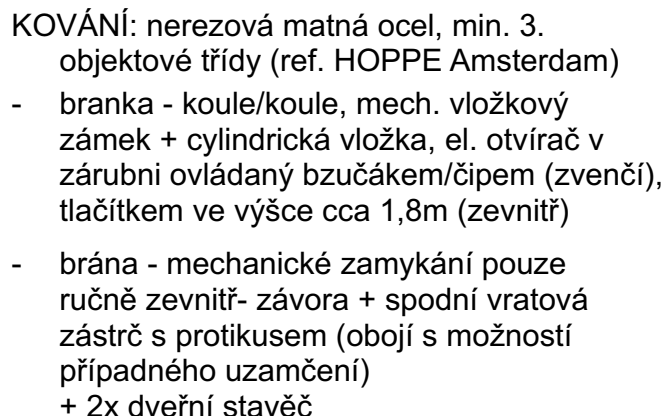 KOVÁNÍ: nerezová matná ocel, min. 3.
objektové třídy (ref. HOPPE Amsterdam)
- branka - koule/koule, mech. vložkový
zámek + cylindrická vložka, el. otvírač v
zárubni ovládaný bzučákem/čipem (zvenčí),
tlačítkem ve výšce cca 1,8m (zevnitř)
- brána - mechanické zamykání pouze
ručně zevnitř- závora + spodní vratová
zástrč s protikusem (obojí s možností
případného uzamčení)
+ 2x dveřní stavěč